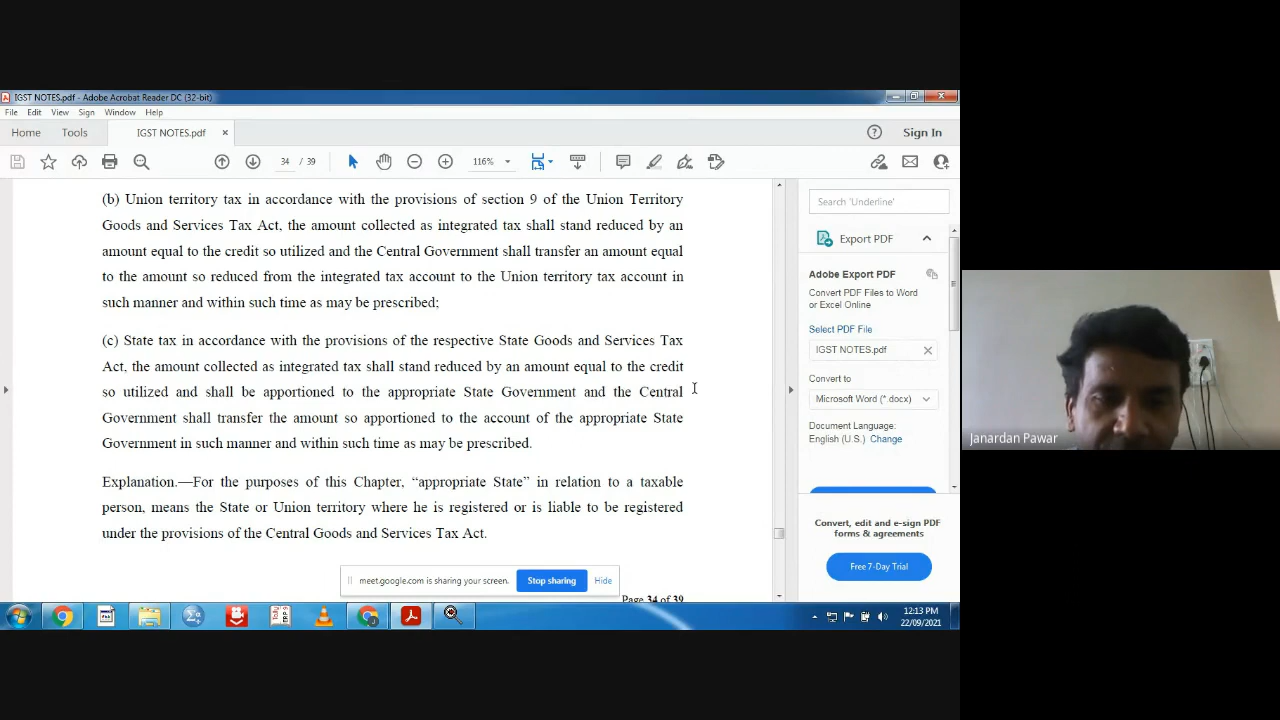 IGST NOTES.pdf - Adobe Acrobat Reader DC (32-bit)
File Edit View Sign Window Help
Home Tools IGST NOTES.pdf × Sign In
34 / 39 116%
(b) Union territory tax in accordance with the provisions of section 9 of the Union Territory
Goods and Services Tax Act, the amount collected as integrated tax shall stand reduced by an
amount equal to the credit so utilized and the Central Government shall transfer an amount equal
to the amount so reduced from the integrated tax account to the Union territory tax account in
such manner and within such time as may be prescribed;
(c) State tax in accordance with the provisions of the respective State Goods and Services Tax
Act, the amount collected as integrated tax shall stand reduced by an amount equal to the credit
so utilized and shall be apportioned to the appropriate State Government and the Central
Government shall transfer the amount so apportioned to the account of the appropriate State
Government in such manner and within such time as may be prescribed.
Explanation.—For the purposes of this Chapter, “appropriate State” in relation to a taxable
person, means the State or Union territory where he is registered or is liable to be registered
under the provisions of the Central Goods and Services Tax Act.
Page 34 of 39
meet.google.com is sharing your screen. Stop sharing Hide
Search 'Underline'
Export PDF
Adobe Export PDF
Convert PDF Files to Word
or Excel Online
Select PDF File
IGST NOTES.pdf
Convert to
Microsoft Word (*.docx)
Document Language:
English (U.S.) Change
Convert, edit and e-sign PDF
forms & agreements
Free 7-Day Trial
12:13 PM
22/09/2021
Janardan Pawar